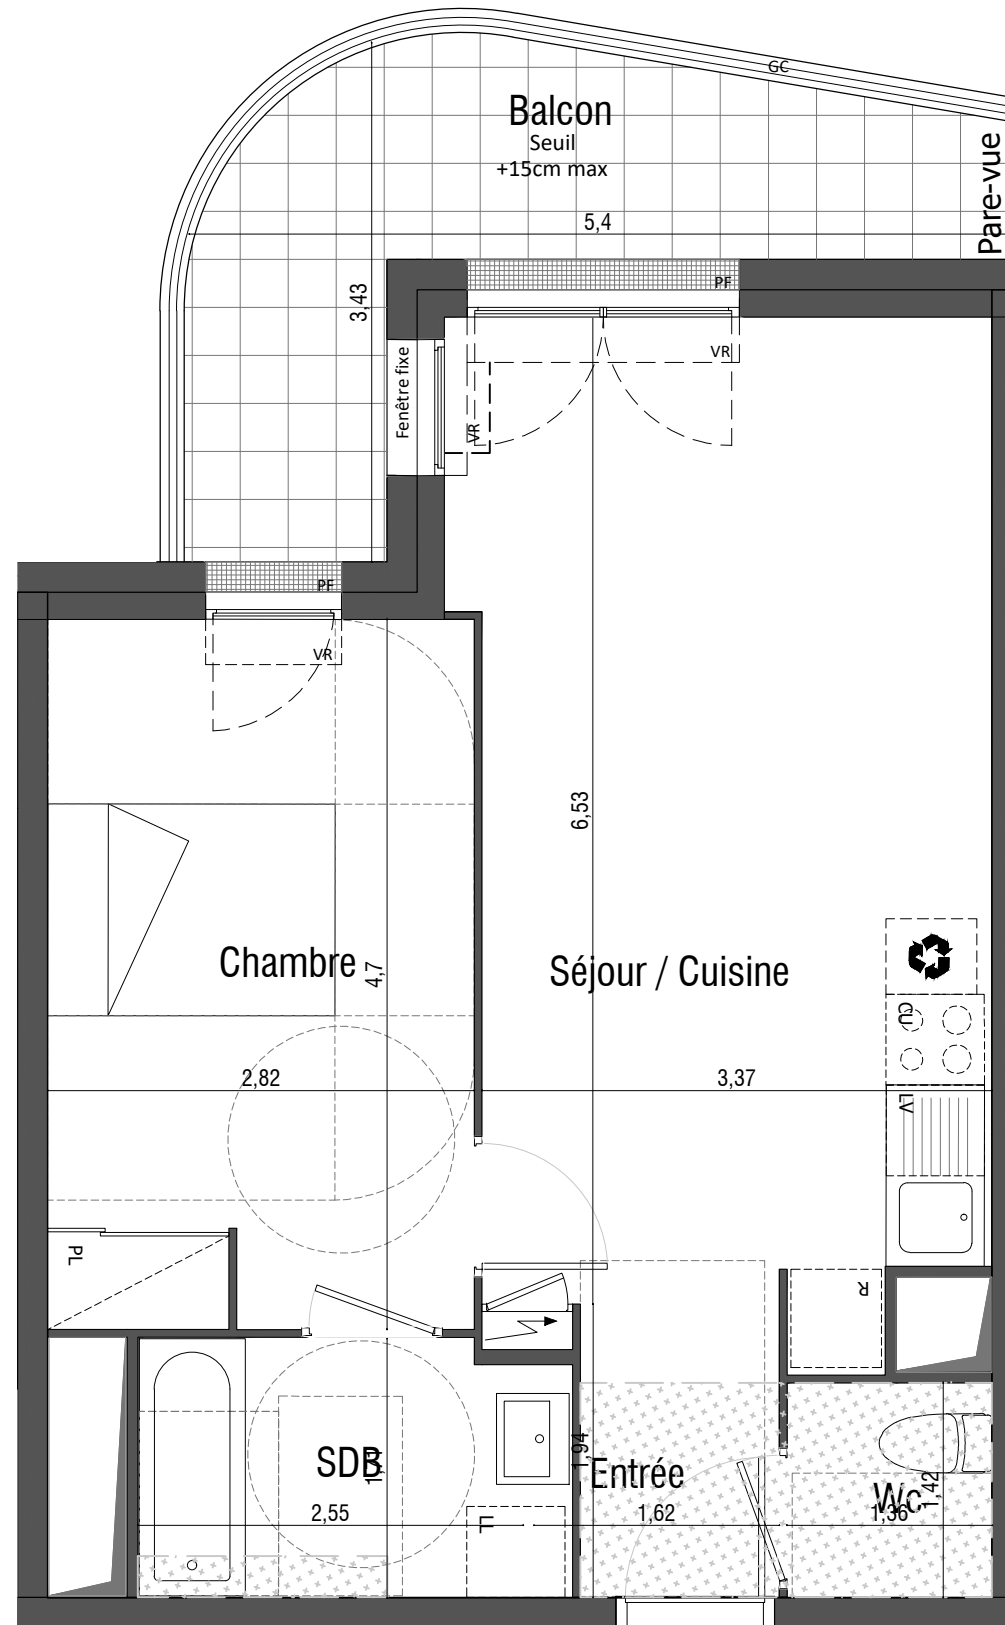 GC
Balcon
Seuil
+15cm max
Pare-vue
5,4
3,43
PF
VR
Fenêtre fixe
VR
PF
VR
6,53
Chambre
4,7
Séjour / Cuisine
CU
2,82
3,37
LV
PL
R
SDB
1,94
Entrée
Wc
1,42
2,55
LL
1,62
1,36